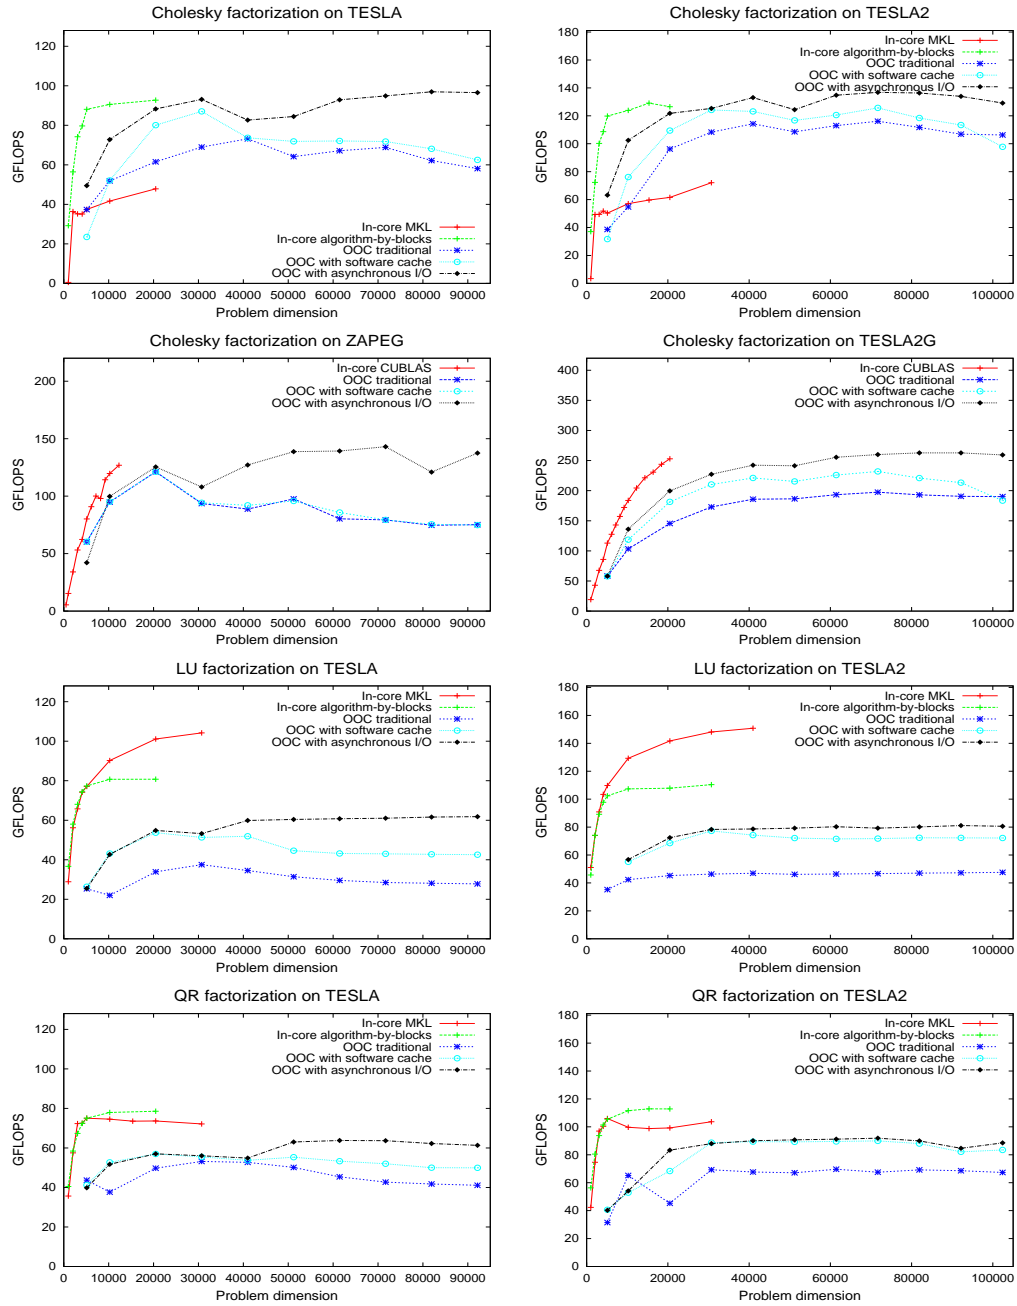 Cholesky factorization on TESLA
GFLOPS
120
100
80
60
40
20
0
In-core MKL
In-core algorithm-by-blocks
OOC traditional
OOC with software cache
OOC with asynchronous I/O
0 10000 20000 30000 40000 50000 60000 70000 80000 90000
Problem dimension
Cholesky factorization on TESLA2
GFLOPS
180
160
140
120
100
80
60
40
20
0
In-core MKL
In-core algorithm-by-blocks
OOC traditional
OOC with software cache
OOC with asynchronous I/O
0 20000 40000 60000 80000 100000
Problem dimension
Cholesky factorization on ZAPEG
GFLOPS
200
150
100
50
0
In-core CUBLAS
OOC traditional
OOC with software cache
OOC with asynchronous I/O
0 10000 20000 30000 40000 50000 60000 70000 80000 90000
Problem dimension
Cholesky factorization on TESLA2G
GFLOPS
400
350
300
250
200
150
100
50
0
In-core CUBLAS
OOC traditional
OOC with software cache
OOC with asynchronous I/O
0 20000 40000 60000 80000 100000
Problem dimension
LU factorization on TESLA
GFLOPS
120
100
80
60
40
20
0
In-core MKL
In-core algorithm-by-blocks
OOC traditional
OOC with software cache
OOC with asynchronous I/O
0 10000 20000 30000 40000 50000 60000 70000 80000 90000
Problem dimension
LU factorization on TESLA2
GFLOPS
180
160
140
120
100
80
60
40
20
0
In-core MKL
In-core algorithm-by-blocks
OOC traditional
OOC with software cache
OOC with asynchronous I/O
0 20000 40000 60000 80000 100000
Problem dimension
QR factorization on TESLA
GFLOPS
120
100
80
60
40
20
0
In-core MKL
In-core algorithm-by-blocks
OOC traditional
OOC with software cache
OOC with asynchronous I/O
0 10000 20000 30000 40000 50000 60000 70000 80000 90000
Problem dimension
QR factorization on TESLA2
GFLOPS
180
160
140
120
100
80
60
40
20
0
In-core MKL
In-core algorithm-by-blocks
OOC traditional
OOC with software cache
OOC with asynchronous I/O
0 20000 40000 60000 80000 100000
Problem dimension